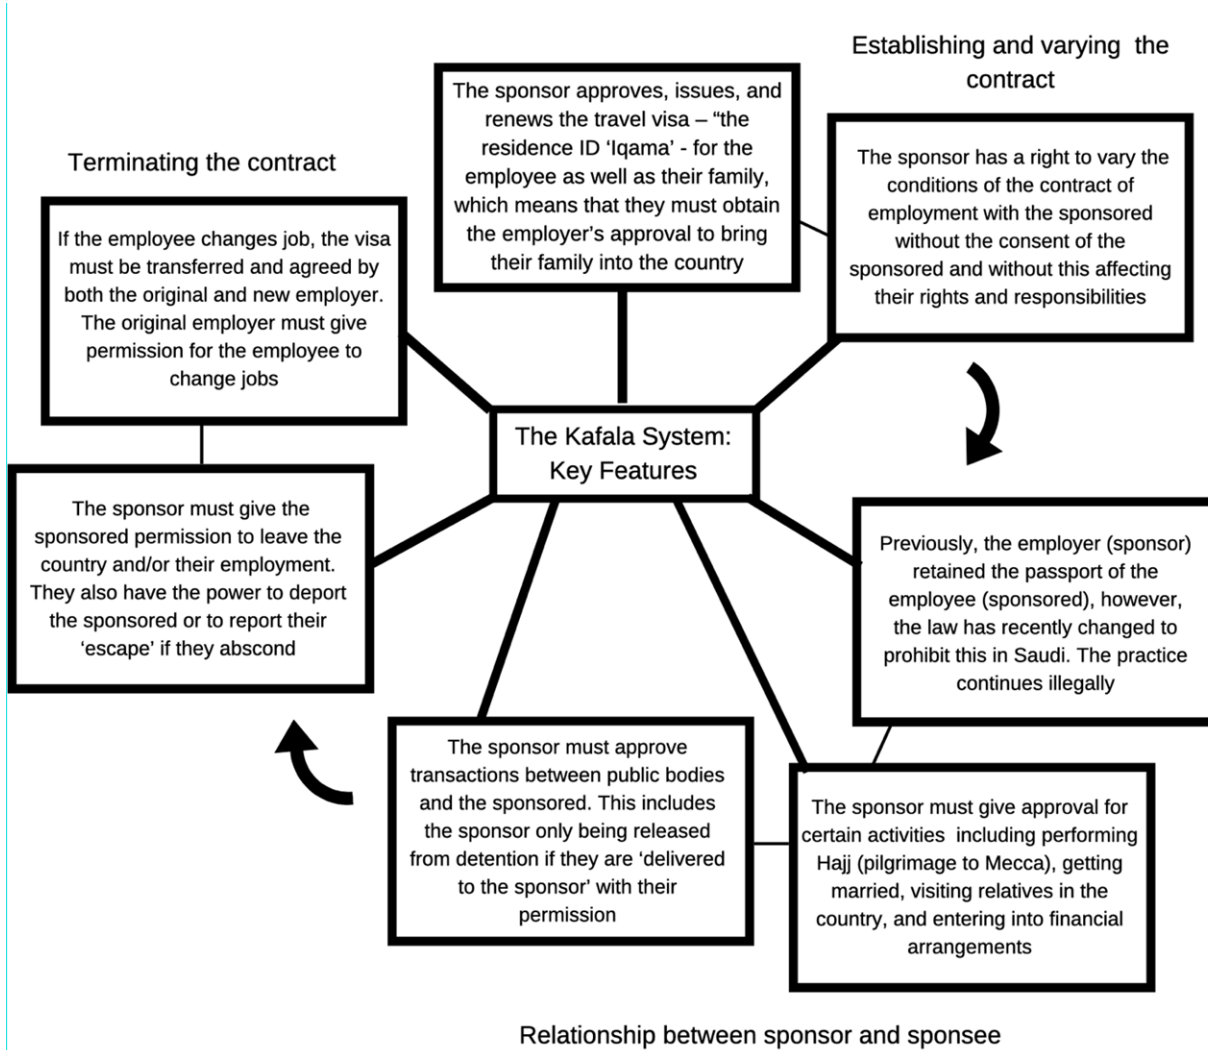 Establishing and varying the
contract
The sponsor approves, issues, and
renews the travel visa – “the
residence ID ‘Iqama’ - for the
employee as well as their family,
which means that they must obtain
the employer’s approval to bring
their family into the country
The sponsor has a right to vary the
conditions of the contract of
employment with the sponsored
without the consent of the
sponsored and without this affecting
their rights and responsibilities
Terminating the contract
If the employee changes job, the visa
must be transferred and agreed by
both the original and new employer.
The original employer must give
permission for the employee to
change jobs
The Kafala System:
Key Features
The sponsor must give the
sponsored permission to leave the
country and/or their employment.
They also have the power to deport
the sponsored or to report their
‘escape’ if they abscond
Previously, the employer (sponsor)
retained the passport of the
employee (sponsored), however,
the law has recently changed to
prohibit this in Saudi. The practice
continues illegally
The sponsor must approve
transactions between public bodies
and the sponsored. This includes
the sponsor only being released
from detention if they are ‘delivered
to the sponsor’ with their
permission
The sponsor must give approval for
certain activities including performing
Hajj (pilgrimage to Mecca), getting
married, visiting relatives in the
country, and entering into financial
arrangements
Relationship between sponsor and sponsee